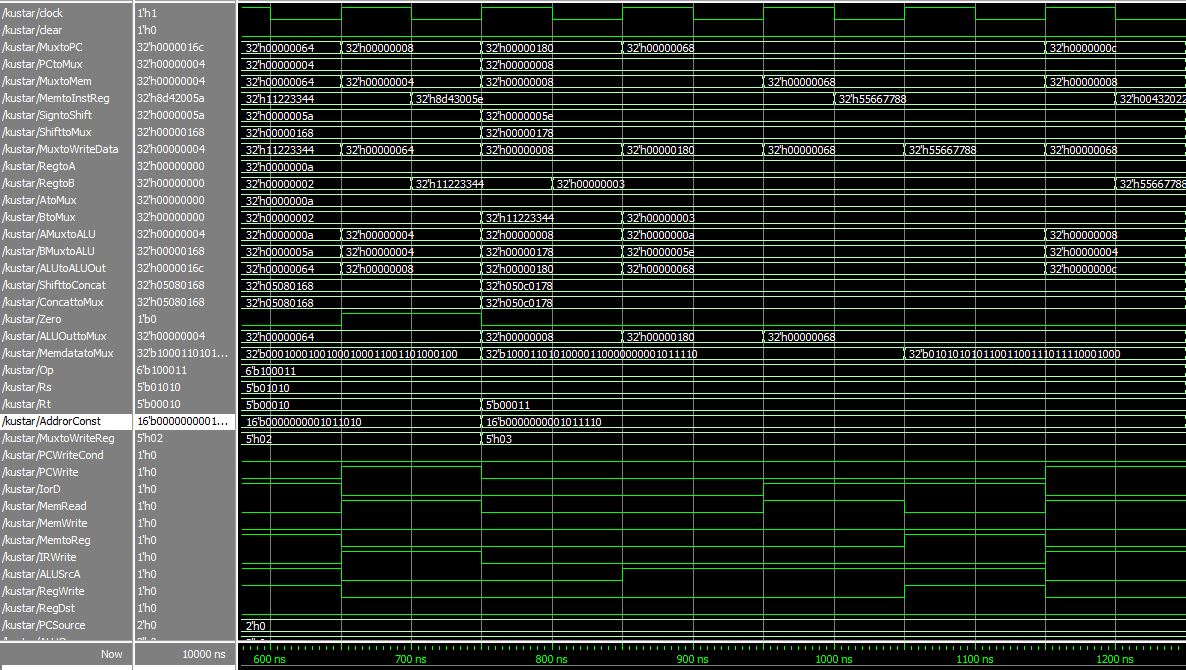 /kustar/clock 1'h1
/kustar/clear 1'h0
/kustar/MuxtoPC 32'h0000016c 32'h00000064 32'h00000008 32'h00000180 32'h00000068 32'h0000000c
/kustar/PCtoMux 32'h00000004 32'h00000004 32'h00000008
/kustar/MuxtoMem 32'h00000004 32'h00000064 32'h00000004 32'h00000008 32'h00000068 32'h00000008
/kustar/MemtoInstReg 32'h8d42005a 32'h11223344 32'h8d43005e 32'h55667788 32'h00432022
/kustar/SigntoShift 32'h0000005a 32'h0000005a 32'h0000005e
/kustar/ShifttoMux 32'h00000168 32'h00000168 32'h00000178
/kustar/MuxtoWriteData 32'h00000004 32'h11223344 32'h00000064 32'h00000008 32'h00000180 32'h00000068 32'h55667788 32'h00000068
/kustar/RegtoA 32'h00000000 32'h0000000a
/kustar/RegtoB 32'h00000000 32'h00000002 32'h11223344 32'h00000003 32'h55667788
/kustar/AtoMux 32'h00000000 32'h0000000a
/kustar/BtoMux 32'h00000000 32'h00000002 32'h11223344 32'h00000003
/kustar/AMuxtoALU 32'h00000004 32'h0000000a 32'h00000004 32'h00000008 32'h0000000a 32'h00000008
/kustar/BMuxtoALU 32'h00000168 32'h0000005a 32'h00000004 32'h00000178 32'h0000005e 32'h00000004
/kustar/ALUtoALUOut 32'h0000016c 32'h00000064 32'h00000008 32'h00000180 32'h00000068 32'h0000000c
/kustar/ShifttoConcat 32'h05080168 32'h05080168 32'h050c0178
/kustar/ConcattoMux 32'h05080168 32'h05080168 32'h050c0178
/kustar/Zero 1'b0
/kustar/ALUOuttoMux 32'h00000004 32'h00000064 32'h00000008 32'h00000180 32'h00000068
/kustar/MemdatatoMux 32'b1000110101... 32'b00010001001000100011001101000100 32'b10001101010000110000000001011110 32'b01010101011001100111011110001000
/kustar/Op 6'b100011 6'b100011
/kustar/Rs 5'b01010 5'b01010
/kustar/Rt 5'b00010 5'b00010 5'b00011
/kustar/AddrorConst 16'b0000000001... 16'b0000000001011010 16'b0000000001011110
/kustar/MuxtoWriteReg 5'h02 5'h02 5'h03
/kustar/PCWriteCond 1'h0
/kustar/PCWrite 1'h0
/kustar/IorD 1'h0
/kustar/MemRead 1'h0
/kustar/MemWrite 1'h0
/kustar/MemtoReg 1'h0
/kustar/IRWrite 1'h0
/kustar/ALUSrcA 1'h0
/kustar/RegWrite 1'h0
/kustar/RegDst 1'h0
/kustar/PCSource 2'h0 2'h0
Now 10000 ns 600 ns 700 ns 800 ns 900 ns 1000 ns 1100 ns 1200 ns